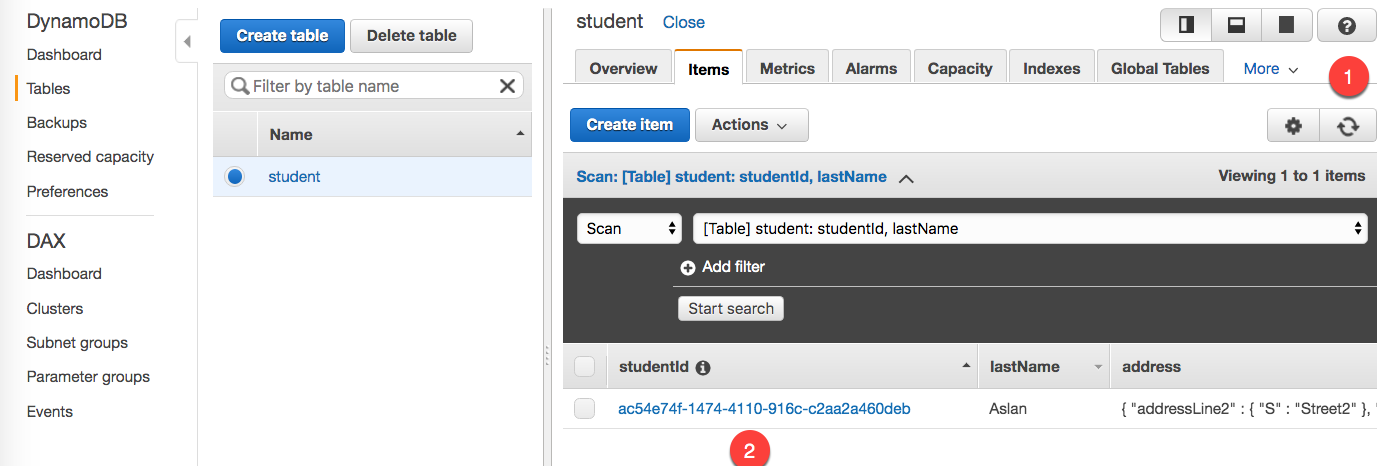 DynamoDB
Dashboard
Tables
Backups
Reserved capacity
Preferences
DAX
Dashboard
Clusters
Subnet groups
Parameter groups
Events
Create table
Delete table
Filter by table name
Name
student
student Close
Overview Items Metrics Alarms Capacity Indexes Global Tables More
1
Create item Actions
Scan: [Table] student: studentId, lastName
Viewing 1 to 1 items
Scan
[Table] student: studentId, lastName
Add filter
Start search
studentId lastName address
ac54e74f-1474-4110-916c-c2aa2a460deb Aslan { "addressLine2" : { "S" : "Street2" }, "
2